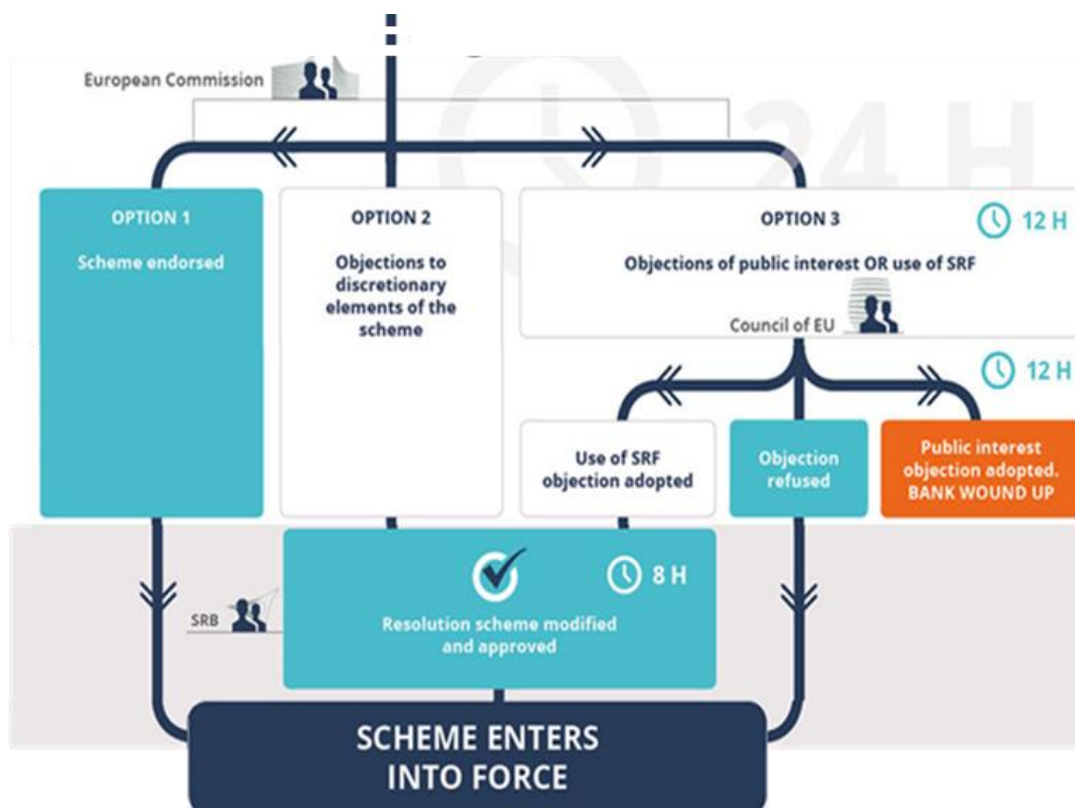 European Commission
24 H
OPTION 1
Scheme endorsed
OPTION 2
Objections to
discretionary
elements of the
scheme
OPTION 3
12 H
Objections of public interest OR use of SRF
Council of EU
12 H
Use of SRF
objection adopted
Objection
refused
Public interest
objection adopted.
BANK WOUND UP
8 H
SRB
Resolution scheme modified
and approved
SCHEME ENTERS
INTO FORCE